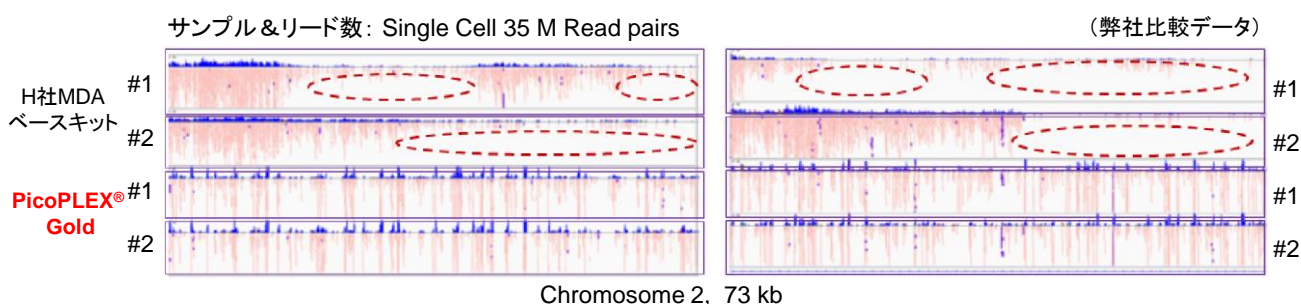 サンプル＆リード数： Single Cell 35 M Read pairs
（弊社比較データ）
H社MDA
ベースキット
#1
#2
#1
#2
PicoPLEX®
Gold
#1
#2
#1
#2
Chromosome 2, 73 kb